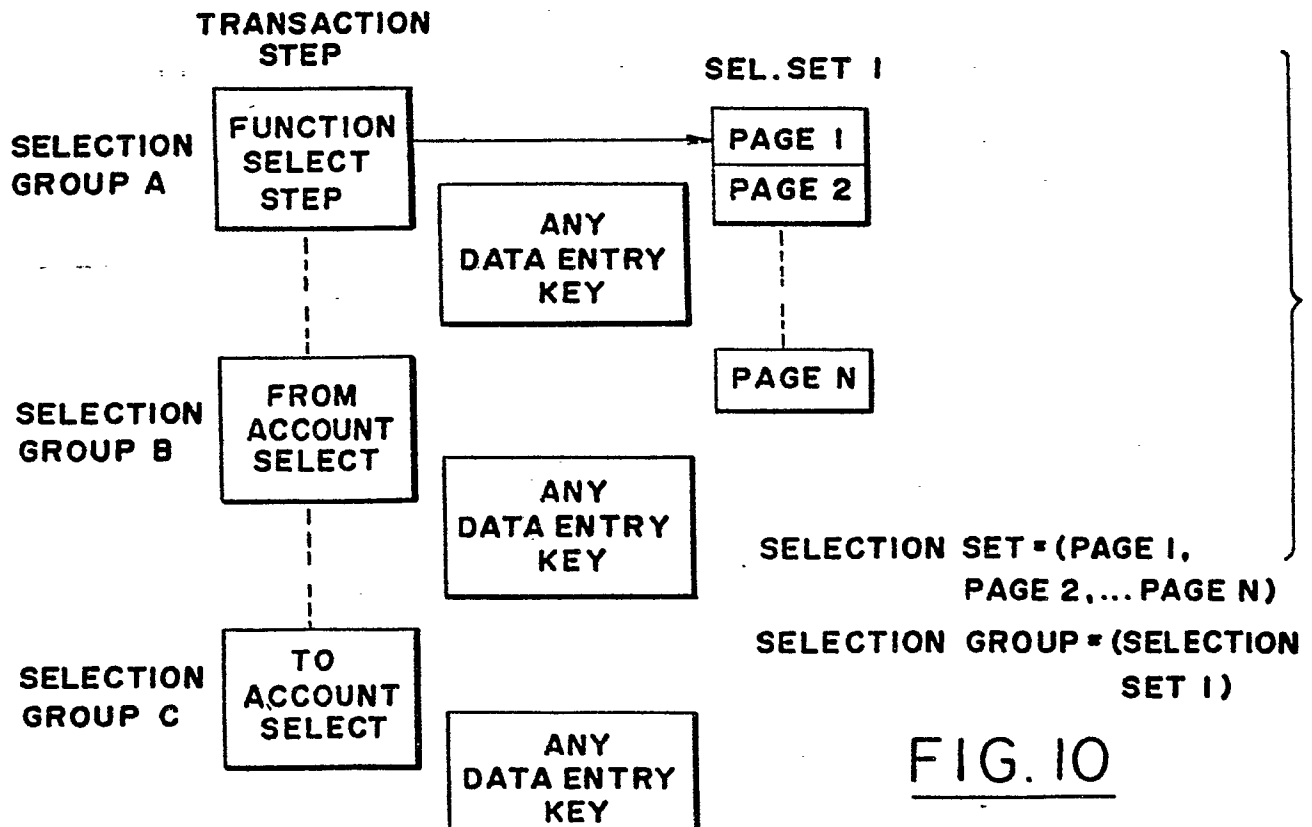 TRANSACTION
STEP
SEL. SET 1
SELECTION
GROUP A
FUNCTION
SELECT
STEP
PAGE 1
PAGE 2
ANY
DATA ENTRY
KEY
PAGE N
SELECTION
GROUP B
FROM
ACCOUNT
SELECT
ANY
DATA ENTRY
KEY
SELECTION SET = (PAGE 1,
PAGE 2,... PAGE N)
SELECTION GROUP = (SELECTION
SET 1)
SELECTION
GROUP C
TO
ACCOUNT
SELECT
ANY
DATA ENTRY
KEY
FIG. 10